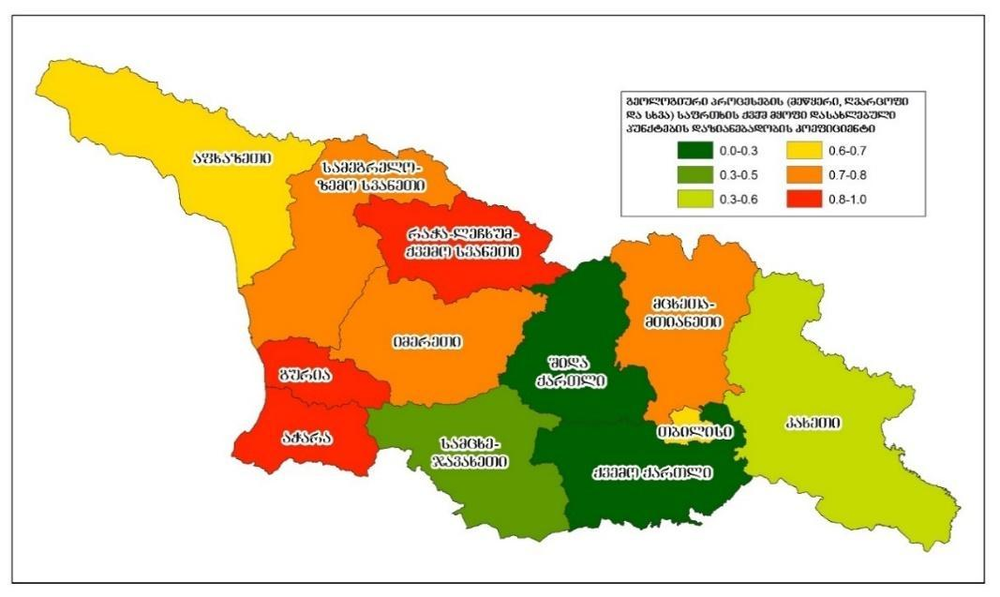 გეოლოგიური პროცესების (მეწყერი, ღვარცოფი
და სხვა) საფრთხის ქვეშ მყოფი დასახლებული
პუნქტების დაზიანებადობის კოეფიციენტი
0.0-0.3
0.6-0.7
0.3-0.5
0.7-0.8
0.3-0.6
0.8-1.0
აფხაზეთი
სამეგრელო-
ზემო სვანეთი
რაჭა-ლეჩხუმ-
ქვემო სვანეთი
მცხეთა-
მთიანეთი
იმერეთი
გურია
შიდა
ქართლი
აჭარა
სამცხე-
ჯავახეთი
თბილისი
კახეთი
ქვემო ქართლი